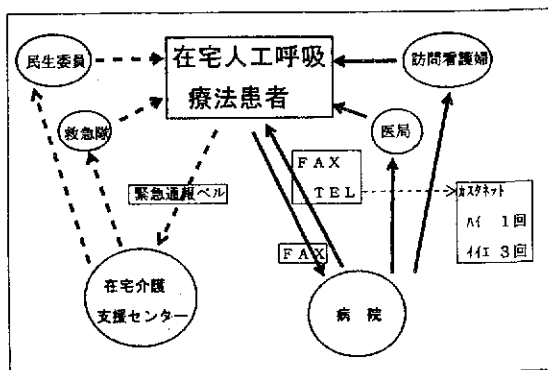 民生委員
在宅人工呼吸
療法患者
訪問看護婦
救急隊
医局
緊急通報ベル
FAX
TEL
カスタネット
ハイ 1回
イイエ 3回
FAX
在宅介護
支援センター
病院